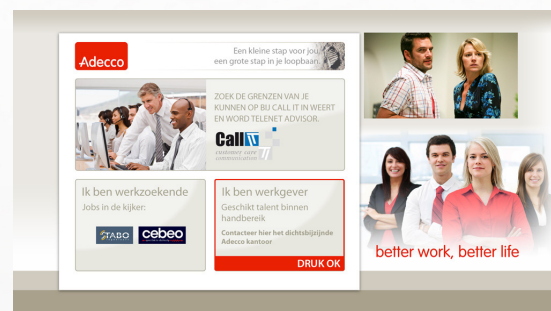 Adecco
Een kleine stap voor jou,
een grote stap in je loopbaan.
ZOEK DE GRENZEN VAN JE
KUNNEN OP BIJ CALL IT IN WEERT
EN WORD TELENET ADVISOR.
Call IT
customer care
communication
Ik ben werkzoekende
Jobs in de kijker:
TABO
cebeo
Ik ben werkgever
Geschikt talent binnen
handbereik
Contacteer hier het dichtsbijzijnde
Adecco kantoor
DRUK OK
better work, better life